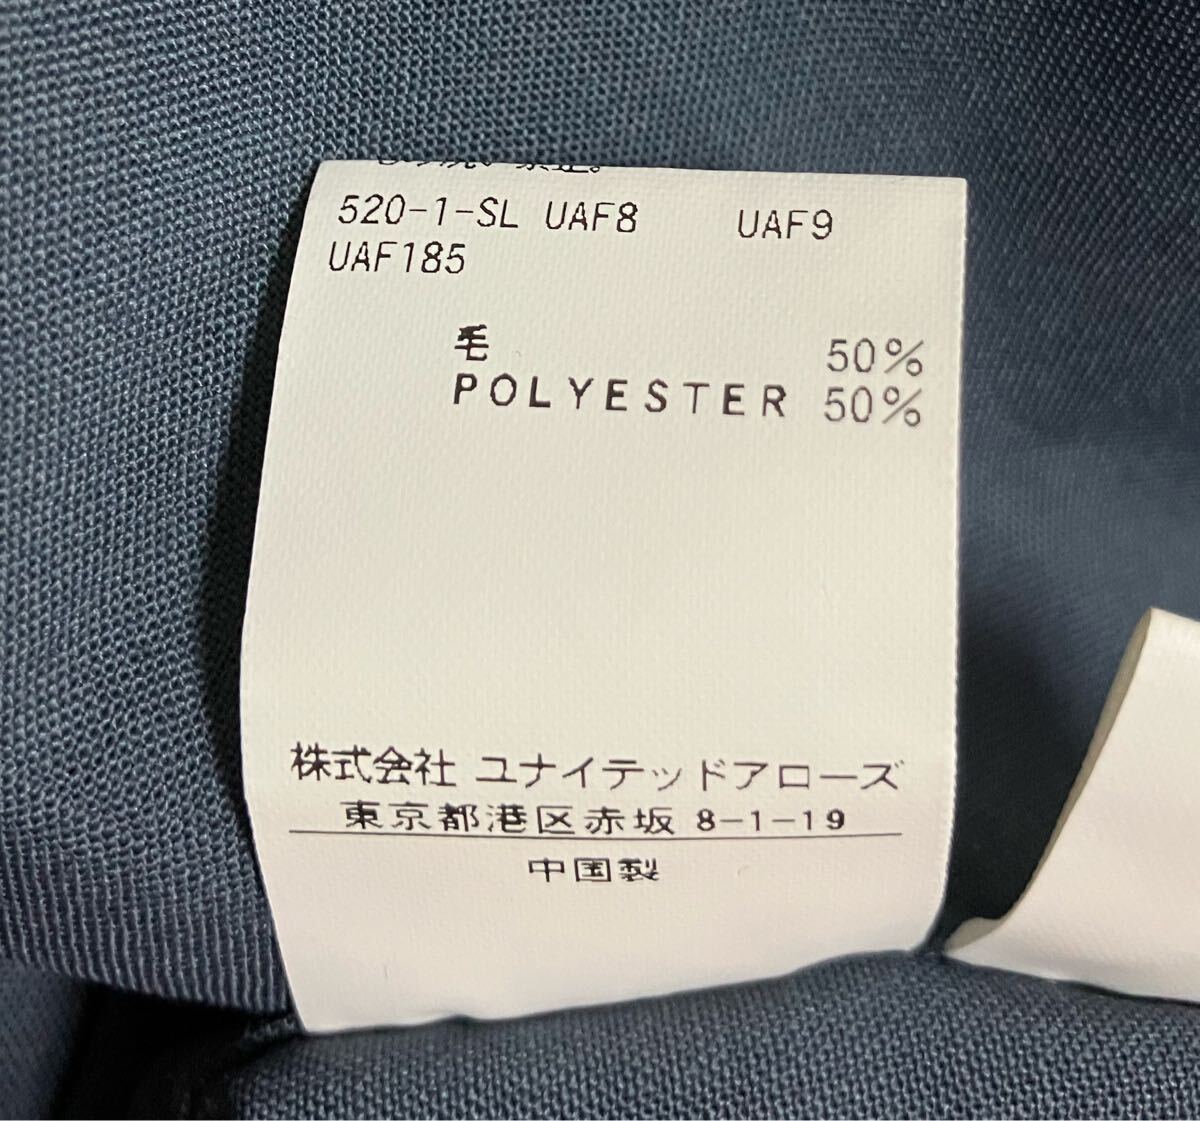 520-1-SL UAF8 UAF9
UAF185
毛 50%
POLYESTER 50%
株式会社 ユナイテッドアローズ
東京都港区赤坂 8-1-19
中国製